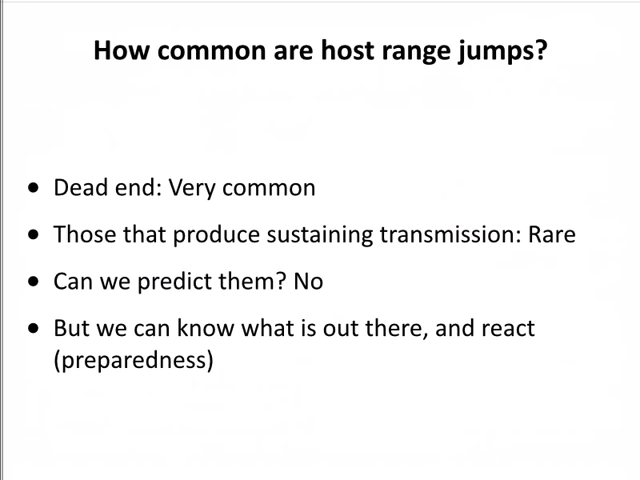 How common are host range jumps?
• Dead end: Very common
• Those that produce sustaining transmission: Rare
• Can we predict them? No
• But we can know what is out there, and react
(preparedness)